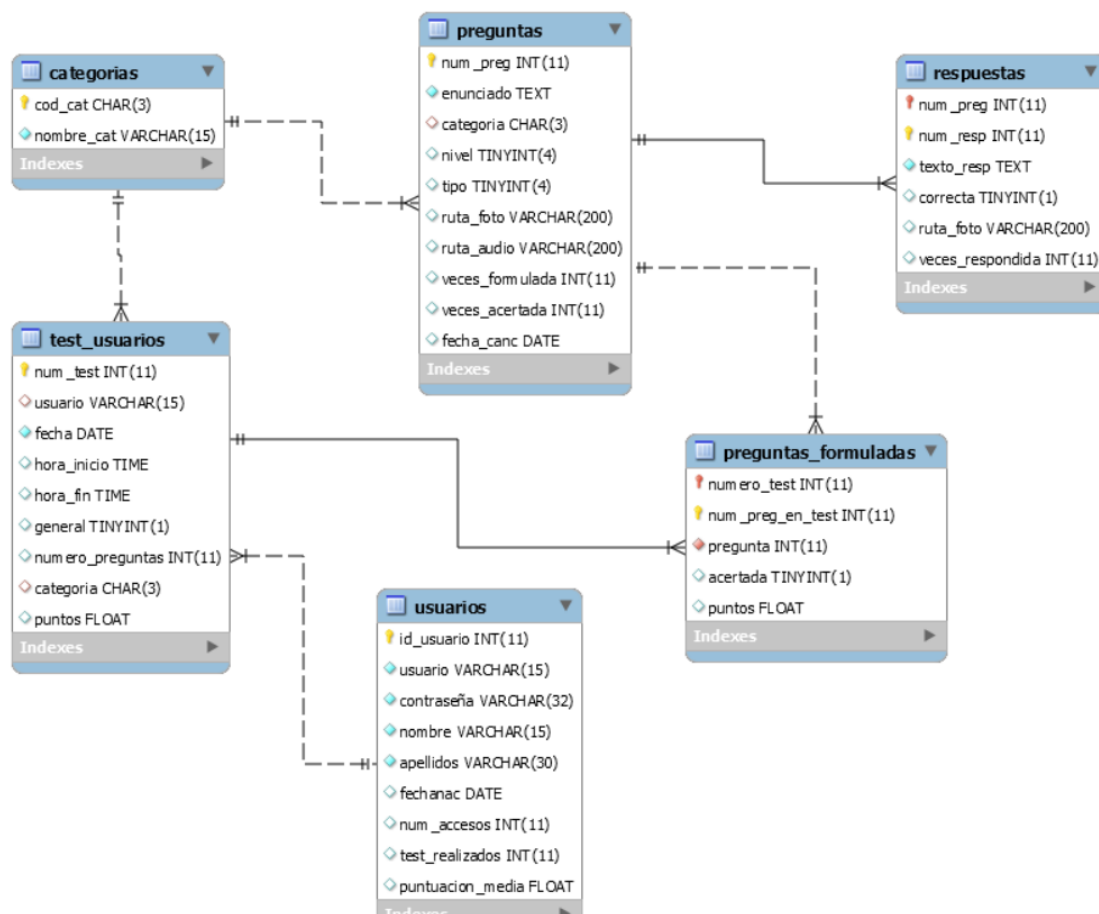 categorias
cod_cat CHAR(3)
nombre_cat VARCHAR(15)
Indexes
preguntas
num_preg INT(11)
enunciado TEXT
categoria CHAR(3)
nivel TINYINT(4)
tipo TINYINT(4)
ruta_foto VARCHAR(200)
ruta_audio VARCHAR(200)
veces_formulada INT(11)
veces_acertada INT(11)
fecha_canc DATE
Indexes
respuestas
num_preg INT(11)
num_resp INT(11)
texto_resp TEXT
correcta TINYINT(1)
ruta_foto VARCHAR(200)
veces_respondida INT(11)
Indexes
test_usuarios
num_test INT(11)
usuario VARCHAR(15)
fecha DATE
hora_inicio TIME
hora_fin TIME
general TINYINT(1)
numero_preguntas INT(11)
categoria CHAR(3)
puntos FLOAT
Indexes
preguntas_formuladas
numero_test INT(11)
num_preg_en_test INT(11)
pregunta INT(11)
acertada TINYINT(1)
puntos FLOAT
Indexes
usuarios
id_usuario INT(11)
usuario VARCHAR(15)
contraseña VARCHAR(32)
nombre VARCHAR(15)
apellidos VARCHAR(30)
fechanac DATE
num_accesos INT(11)
test_realizados INT(11)
puntuacion_media FLOAT
Indexes